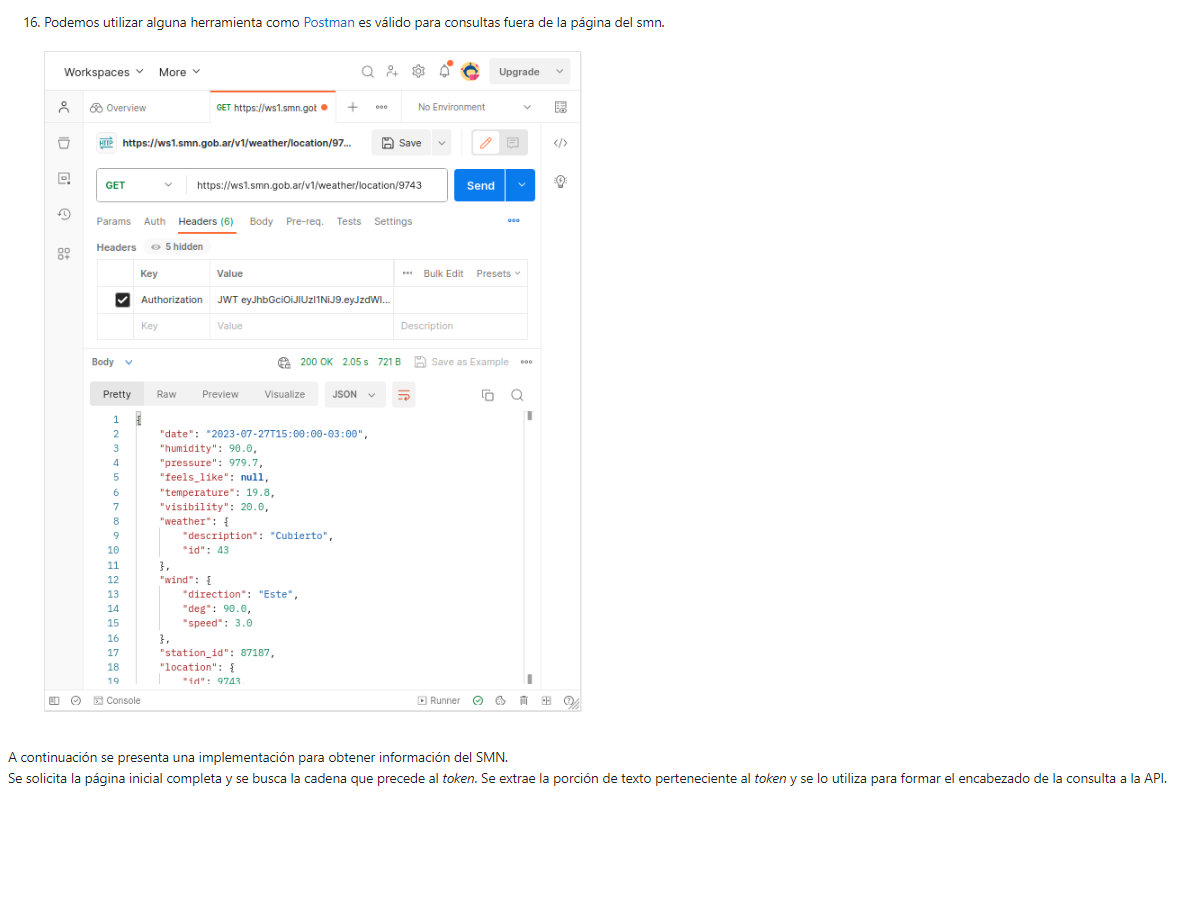 16. Podemos utilizar alguna herramienta como Postman es válido para consultas fuera de la página del smn.
Workspaces More Upgrade
Overview GET https://ws1.smn.gob No Environment
HTTP https://ws1.smn.gob.ar/v1/weather/location/97... Save
GET https://ws1.smn.gob.ar/v1/weather/location/9743 Send
Params Auth Headers (6) Body Pre-req. Tests Settings
Headers 5 hidden
Key Value Bulk Edit Presets
Authorization JWT eyJhbGciOiJIUzI1NiJ9.eyJzdWI...
Key Value Description
Body 200 OK 2.05 s 721 B Save as Example
Pretty Raw Preview Visualize JSON
1 {
2 "date": "2023-07-27T15:00:00-03:00",
3 "humidity": 90.0,
4 "pressure": 979.7,
5 "feels_like": null,
6 "temperature": 19.8,
7 "visibility": 20.0,
8 "weather": {
9 "description": "Cubierto",
10 "id": 43
11 },
12 "wind": {
13 "direction": "Este",
14 "deg": 90.0,
15 "speed": 3.0
16 },
17 "station_id": 87187,
18 "location": {
19 "id": 9743,
Console Runner
A continuación se presenta una implementación para obtener información del SMN.
Se solicita la página inicial completa y se busca la cadena que precede al token. Se extrae la porción de texto perteneciente al token y se lo utiliza para formar el encabezado de la consulta a la API.